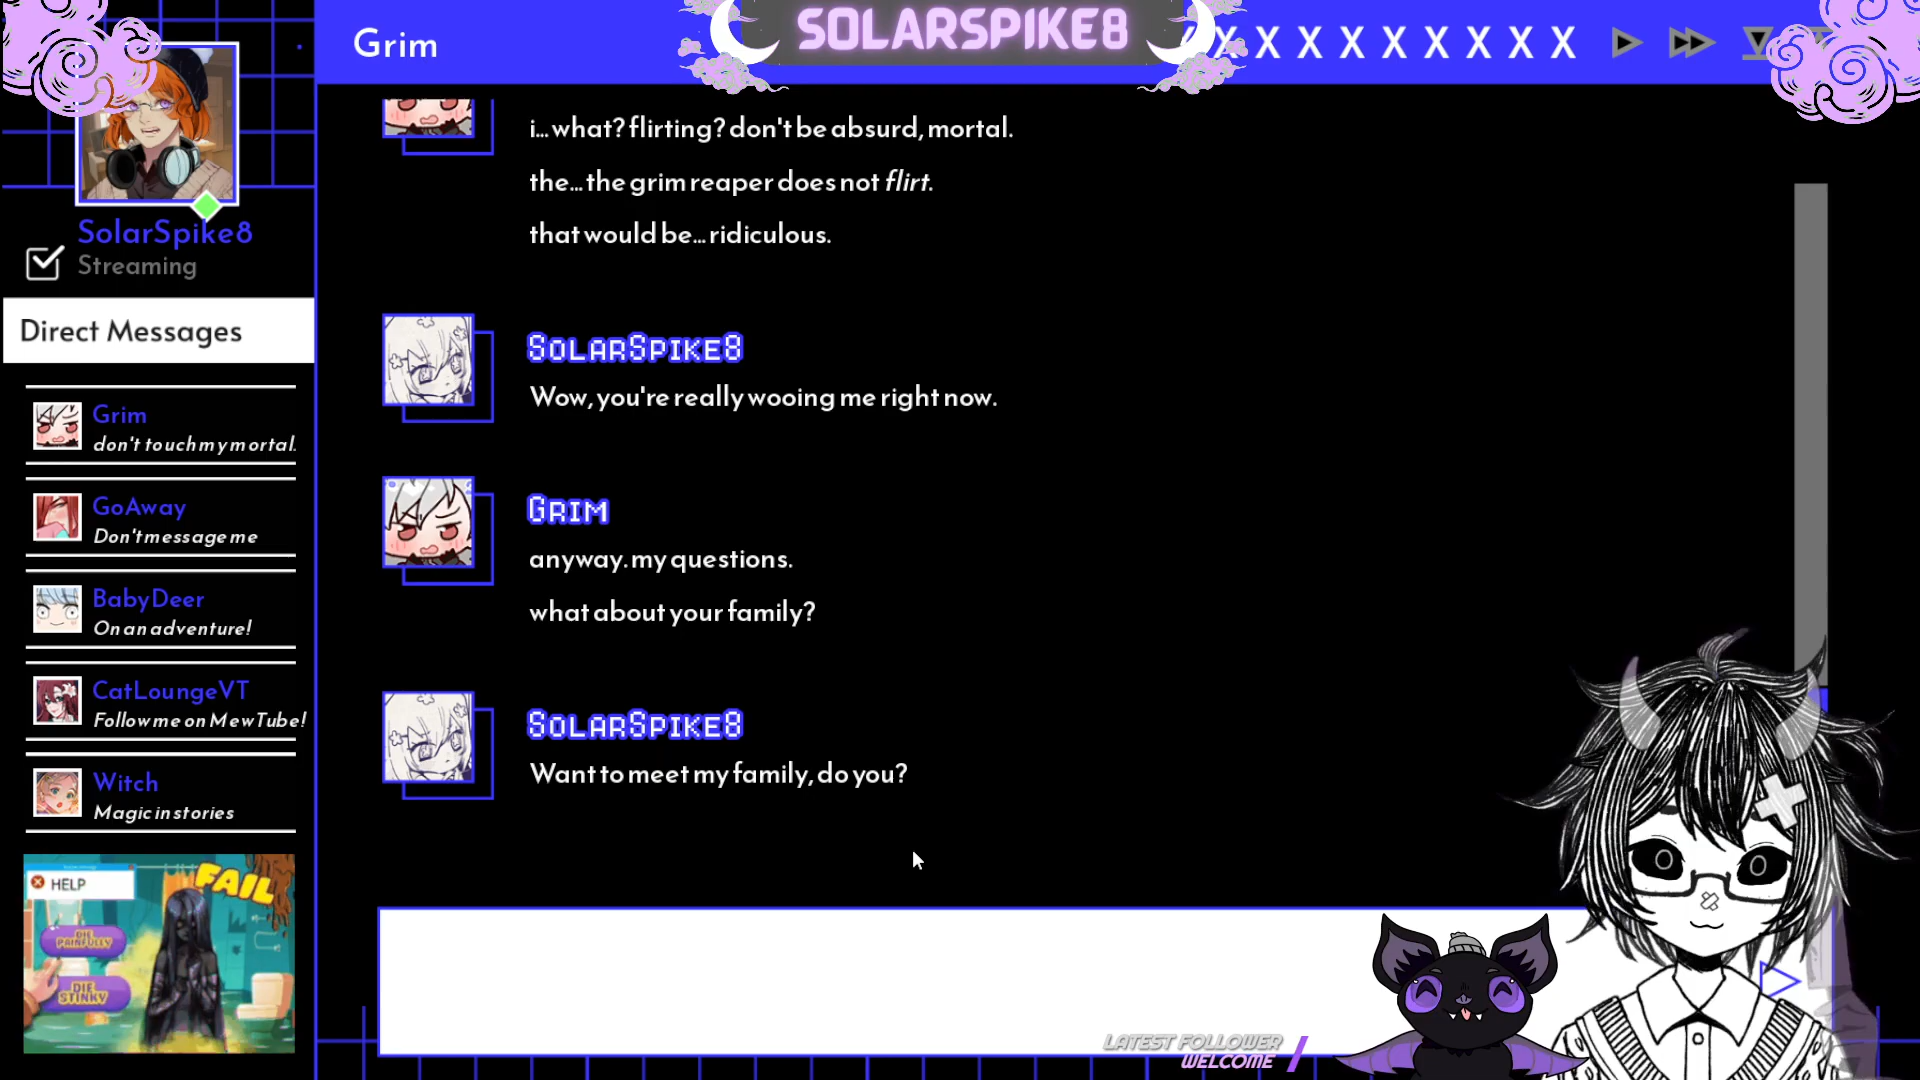 SOLARSPIKE8
Grim
X X X X X X X X X
SolarSpike8
Streaming
Direct Messages
Grim
don't touch my mortal.
GoAway
Don't message me
BabyDeer
On an adventure!
CatLoungeVT
Follow me on MewTube!
Witch
Magic in stories
HELP
FAIL
DIE PAINFULLY
DIE STINKY
i... what? flirting? don't be absurd, mortal.
the... the grim reaper does not flirt.
that would be... ridiculous.
SolarSpike8
Wow, you're really wooing me right now.
Grim
anyway. my questions.
what about your family?
SolarSpike8
Want to meet my family, do you?
LATEST FOLLOWER
WELCOME